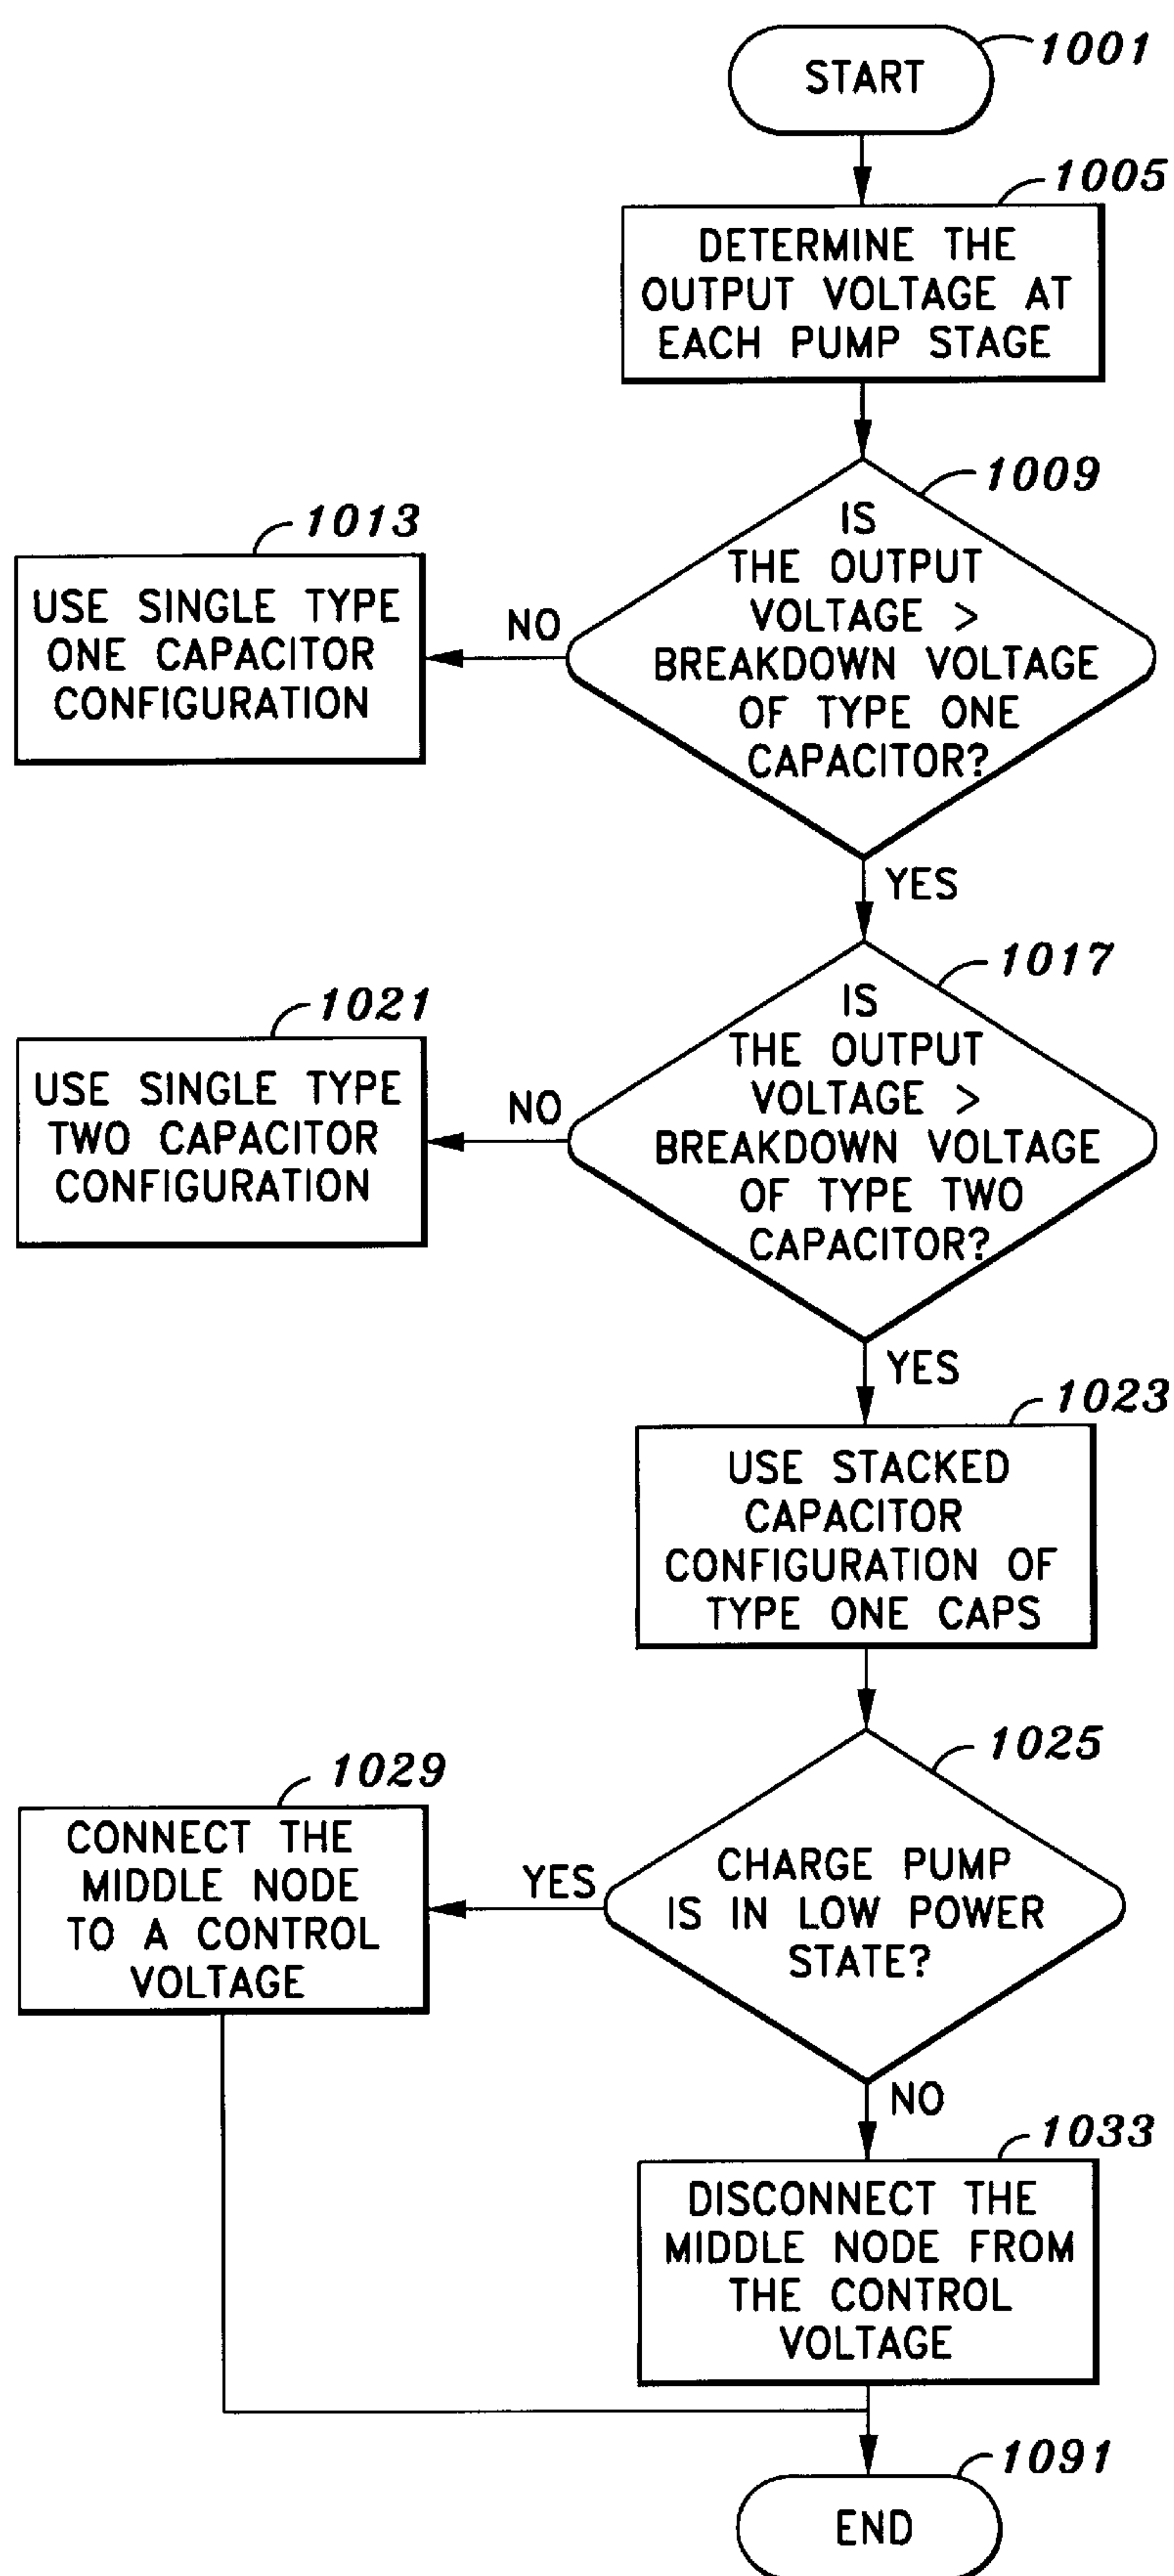 START
1001
1005
DETERMINE THE
OUTPUT VOLTAGE AT
EACH PUMP STAGE
1009
IS
THE OUTPUT
VOLTAGE >
BREAKDOWN VOLTAGE
OF TYPE ONE
CAPACITOR?
NO
1013
USE SINGLE TYPE
ONE CAPACITOR
CONFIGURATION
YES
1017
IS
THE OUTPUT
VOLTAGE >
BREAKDOWN VOLTAGE
OF TYPE TWO
CAPACITOR?
NO
1021
USE SINGLE TYPE
TWO CAPACITOR
CONFIGURATION
YES
1023
USE STACKED
CAPACITOR
CONFIGURATION OF
TYPE ONE CAPS
1025
CHARGE PUMP
IS IN LOW POWER
STATE?
YES
1029
CONNECT THE
MIDDLE NODE
TO A CONTROL
VOLTAGE
NO
1033
DISCONNECT THE
MIDDLE NODE FROM
THE CONTROL
VOLTAGE
1091
END